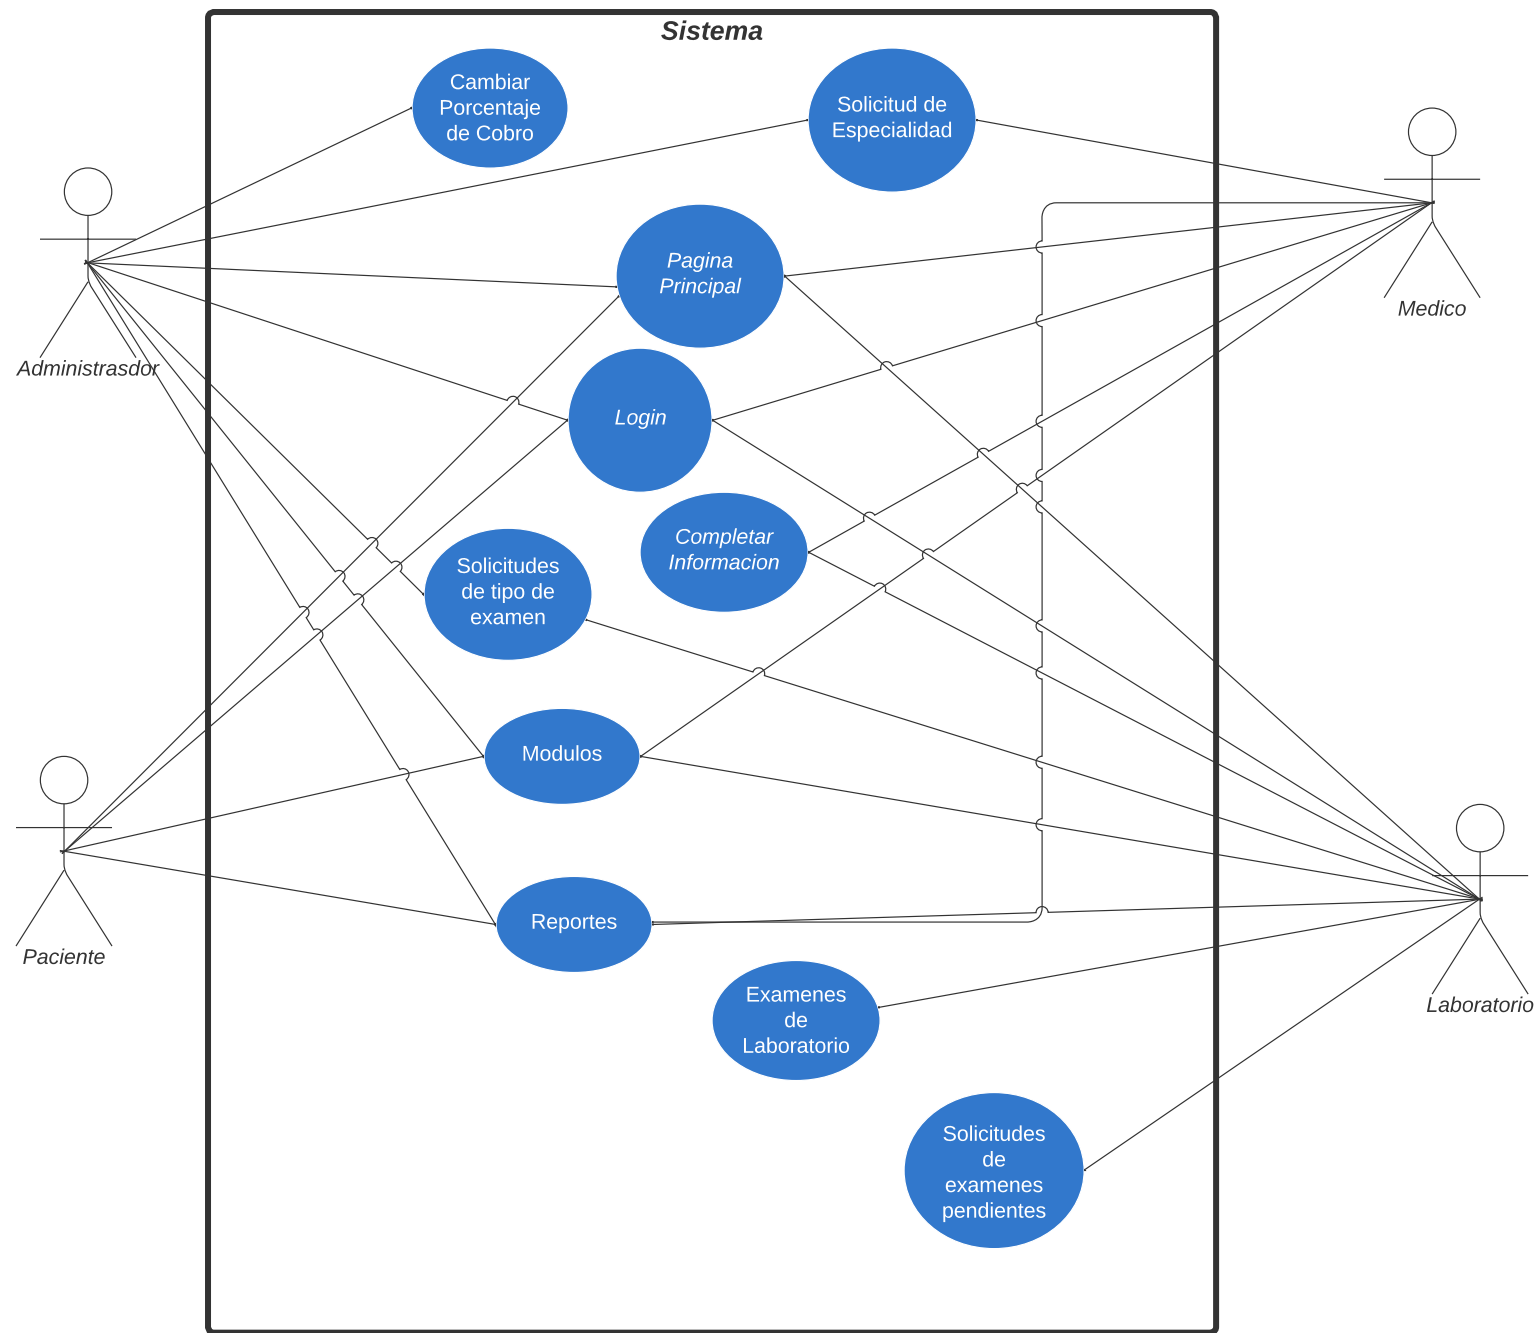 Sistema
Cambiar
Porcentaje
de Cobro
Solicitud de
Especialidad
Pagina
Principal
Medico
Administrasdor
Login
Completar
Informacion
Solicitudes
de tipo de
examen
Modulos
Reportes
Paciente
Examenes
de
Laboratorio
Laboratorio
Solicitudes
de
examenes
pendientes